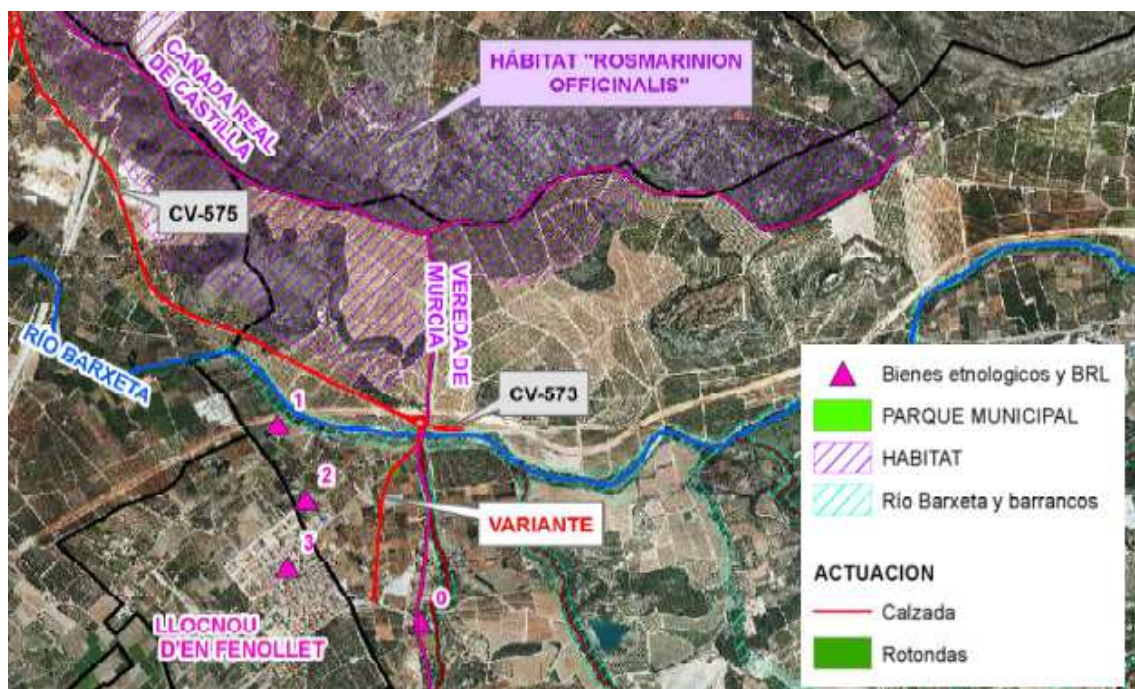 CAÑADA REAL
DE CASTILLA
HÁBITAT "ROSMARINION
OFFICINALIS"
CV-575
VEREDA DE
MURCIA
RÍO BARXETA
CV-573
1
2
VARIANTE
3
0
LLOCNOU
D'EN FENOLLET
Bienes etnologicos y BRL
PARQUE MUNICIPAL
HABITAT
Río Barxeta y barrancos
ACTUACION
Calzada
Rotondas